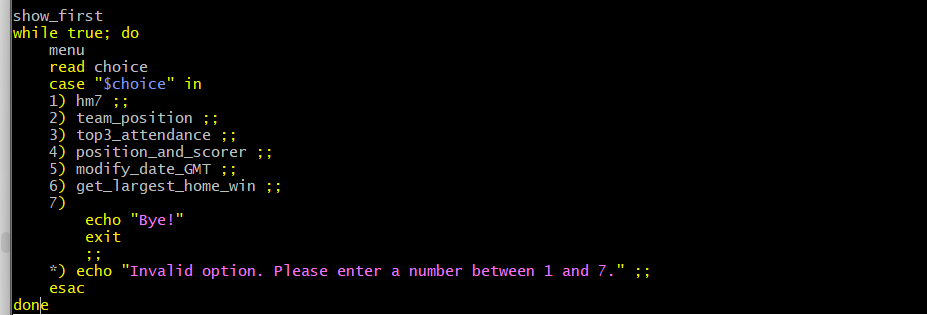 show_first
while true; do
    menu
    read choice
    case "$choice" in
    1) hm7 ;;
    2) team_position ;;
    3) top3_attendance ;;
    4) position_and_scorer ;;
    5) modify_date_GMT ;;
    6) get_largest_home_win ;;
    7)
        echo "Bye!"
        exit
        ;;
    *) echo "Invalid option. Please enter a number between 1 and 7." ;;
    esac
done